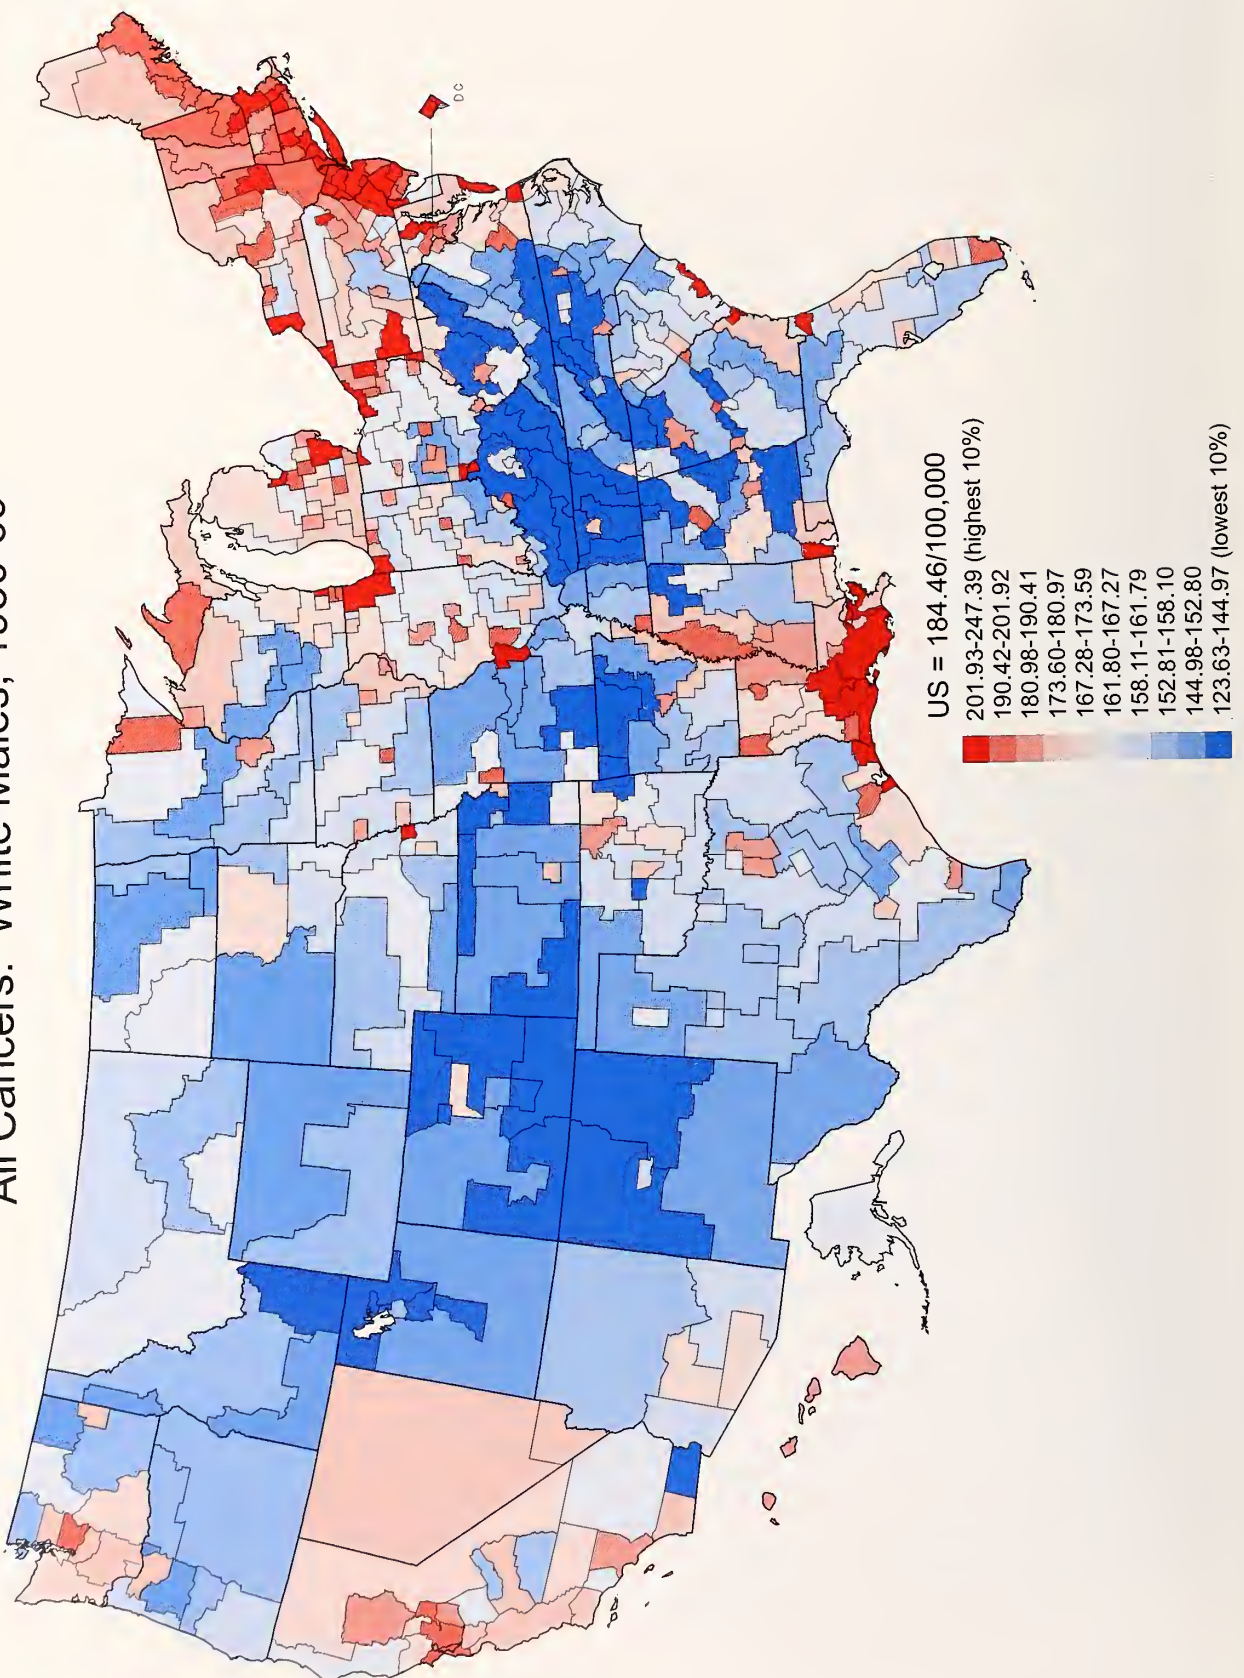 All Cancers: White Males,
DC
US = 184.46/100,000
201.93-247.39 (highest 10%)
190.42-201.92
180.98-190.41
173.60-180.97
167.28-173.59
161.80-167.27
158.11-161.79
152.81-158.10
144.98-152.80
123.63-144.97 (lowest 10%)